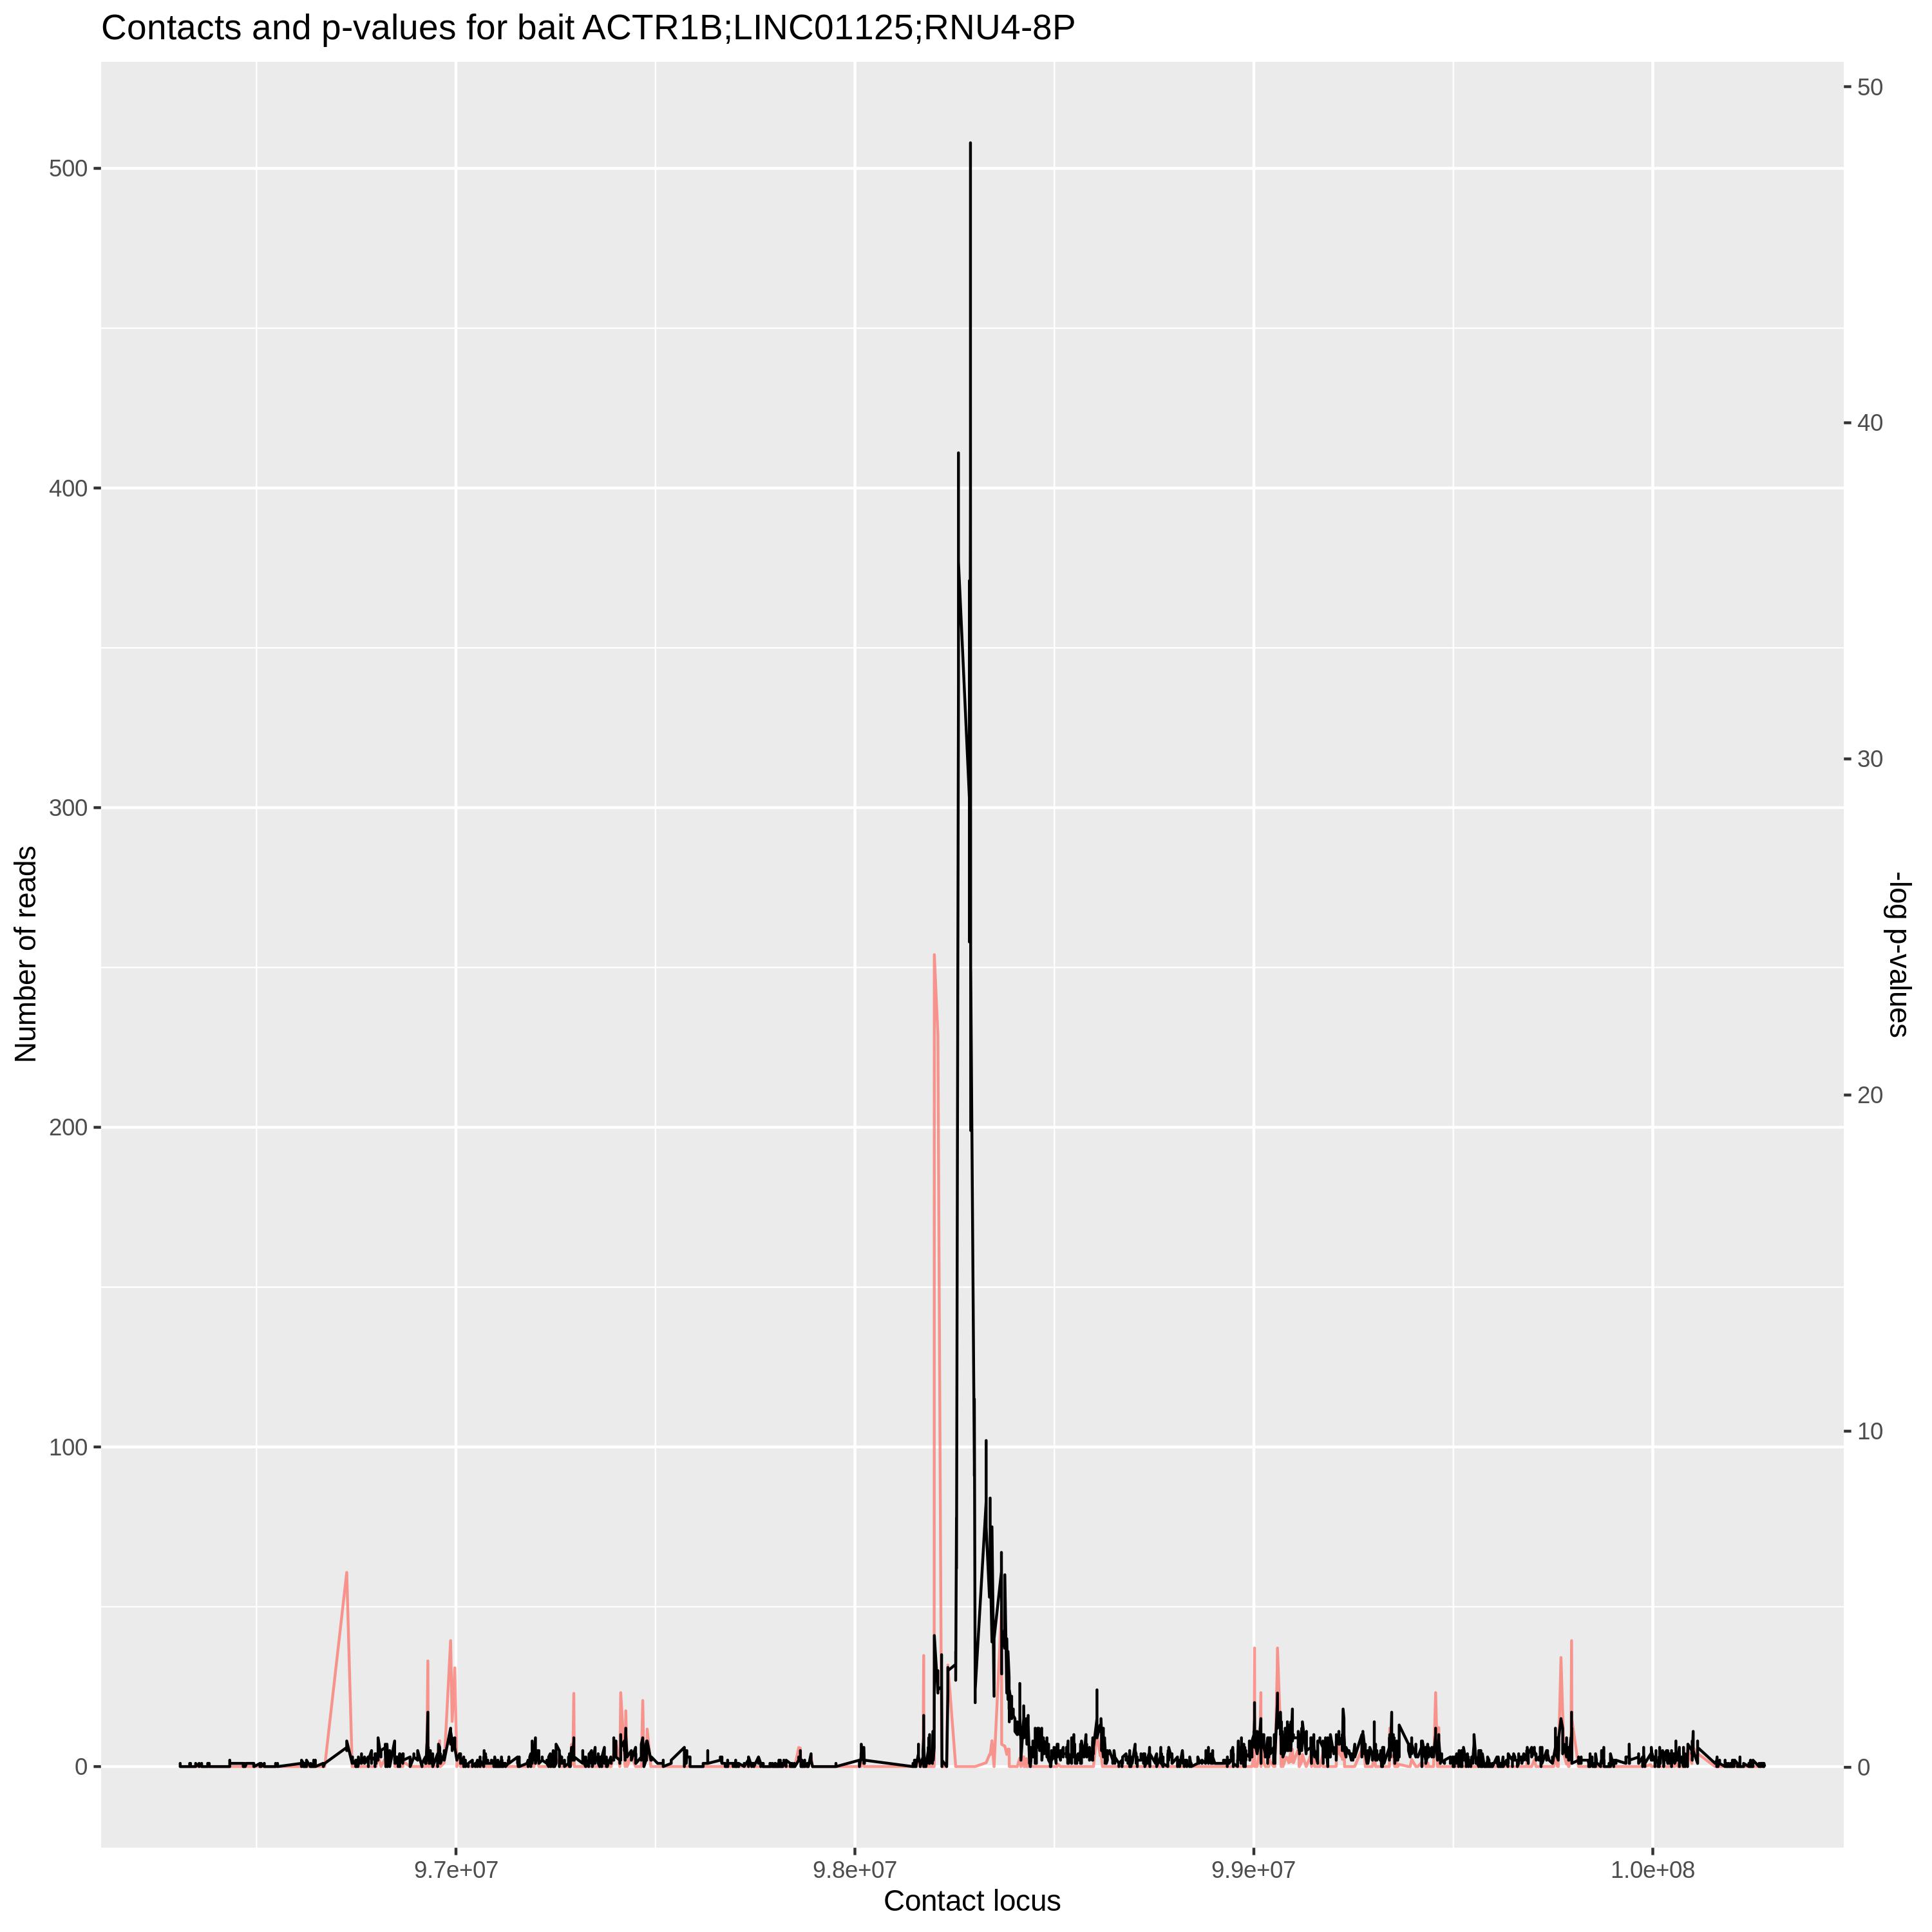 Contacts and p-values for bait ACTR1B;LINC01125;RNU4-8P
500
400
300
200
100
0
Number of reads
50
40
30
20
10
0
-log p-values
9.7e+07
9.8e+07
9.9e+07
1.0e+08
Contact locus